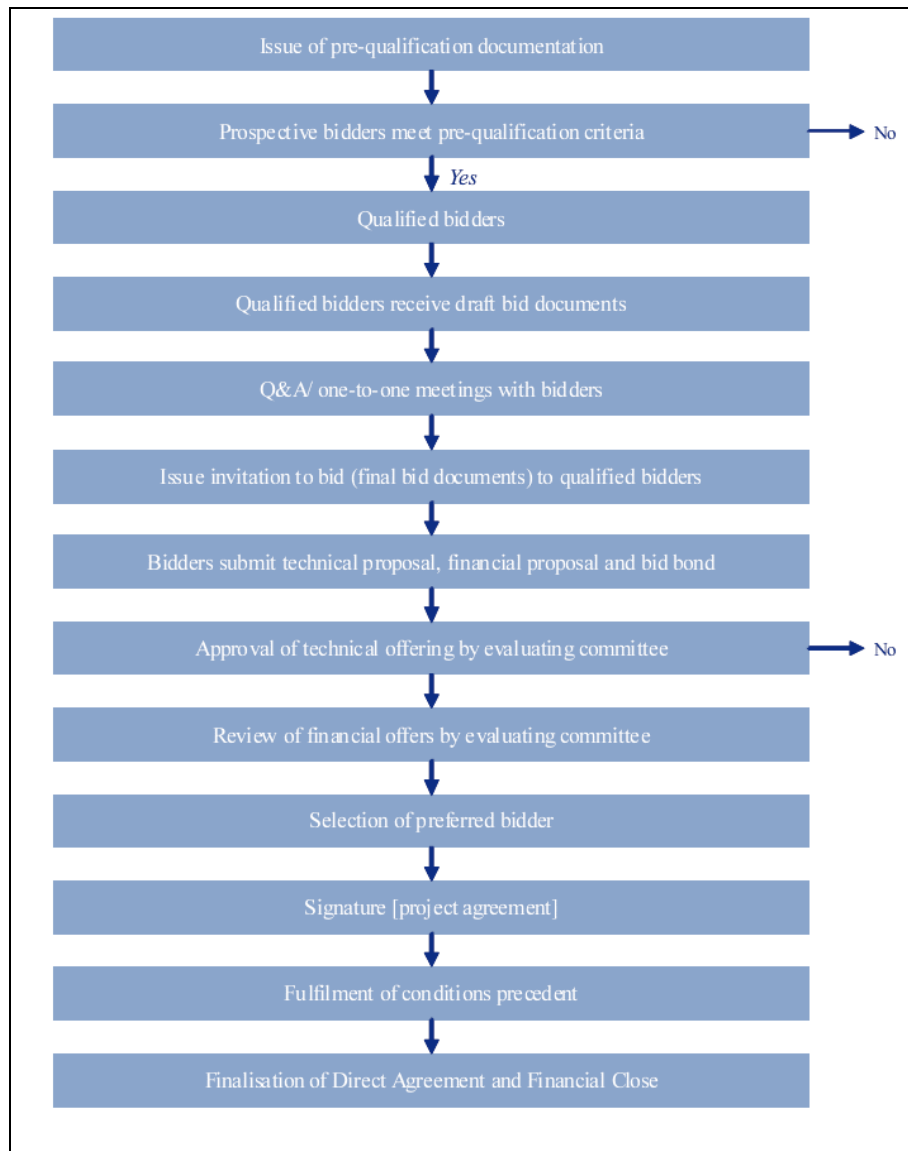 Issue of pre-qualification documentation
Prospective bidders meet pre-qualification criteria
No
Yes
Qualified bidders
Qualified bidders receive draft bid documents
Q&A/ one-to-one meetings with bidders
Issue invitation to bid (final bid documents) to qualified bidders
Bidders submit technical proposal, financial proposal and bid bond
Approval of technical offering by evaluating committee
No
Review of financial offers by evaluating committee
Selection of preferred bidder
Signature [project agreement]
Fulfilment of conditions precedent
Finalisation of Direct Agreement and Financial Close